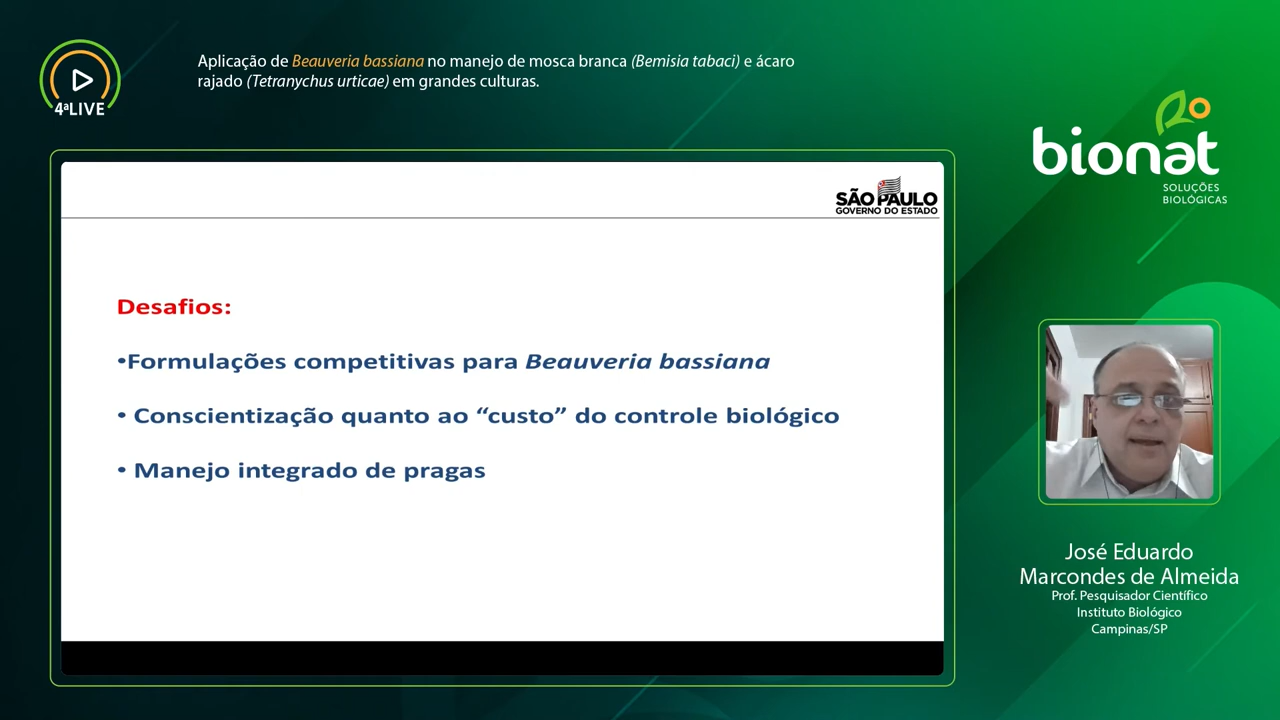 4ªLIVE
Aplicação de Beauveria bassiana no manejo de mosca branca (Bemisia tabaci) e ácaro
rajado (Tetranychus urticae) em grandes culturas.
bionat
SOLUÇÕES
BIOLÓGICAS
SÃO PAULO
GOVERNO DO ESTADO
Desafios:
•Formulações competitivas para Beauveria bassiana
• Conscientização quanto ao “custo” do controle biológico
• Manejo integrado de pragas
José Eduardo
Marcondes de Almeida
Prof. Pesquisador Científico
Instituto Biológico
Campinas/SP